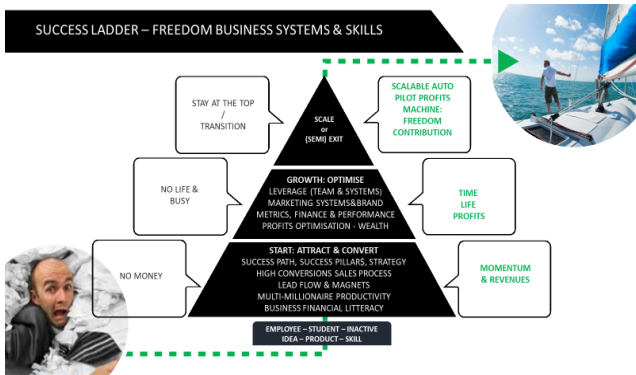 SUCCESS LADDER – FREEDOM BUSINESS SYSTEMS & SKILLS
STAY AT THE TOP
/
TRANSITION
SCALE
or
(SEMI) EXIT
SCALABLE AUTO
PILOT PROFITS
MACHINE:
FREEDOM
CONTRIBUTION
NO LIFE &
BUSY
GROWTH: OPTIMISE
LEVERAGE (TEAM & SYSTEMS)
MARKETING SYSTEMS&BRAND
METRICS, FINANCE & PERFORMANCE
PROFITS OPTIMISATION - WEALTH
TIME
LIFE
PROFITS
NO MONEY
START: ATTRACT & CONVERT
SUCCESS PATH, SUCCESS PILLAR$, STRATEGY
HIGH CONVERSIONS SALES PROCESS
LEAD FLOW & MAGNETS
MULTI-MILLIONAIRE PRODUCTIVITY
BUSINESS FINANCIAL LITTERACY
MOMENTUM
& REVENUES
EMPLOYEE – STUDENT – INACTIVE
IDEA – PRODUCT – SKILL